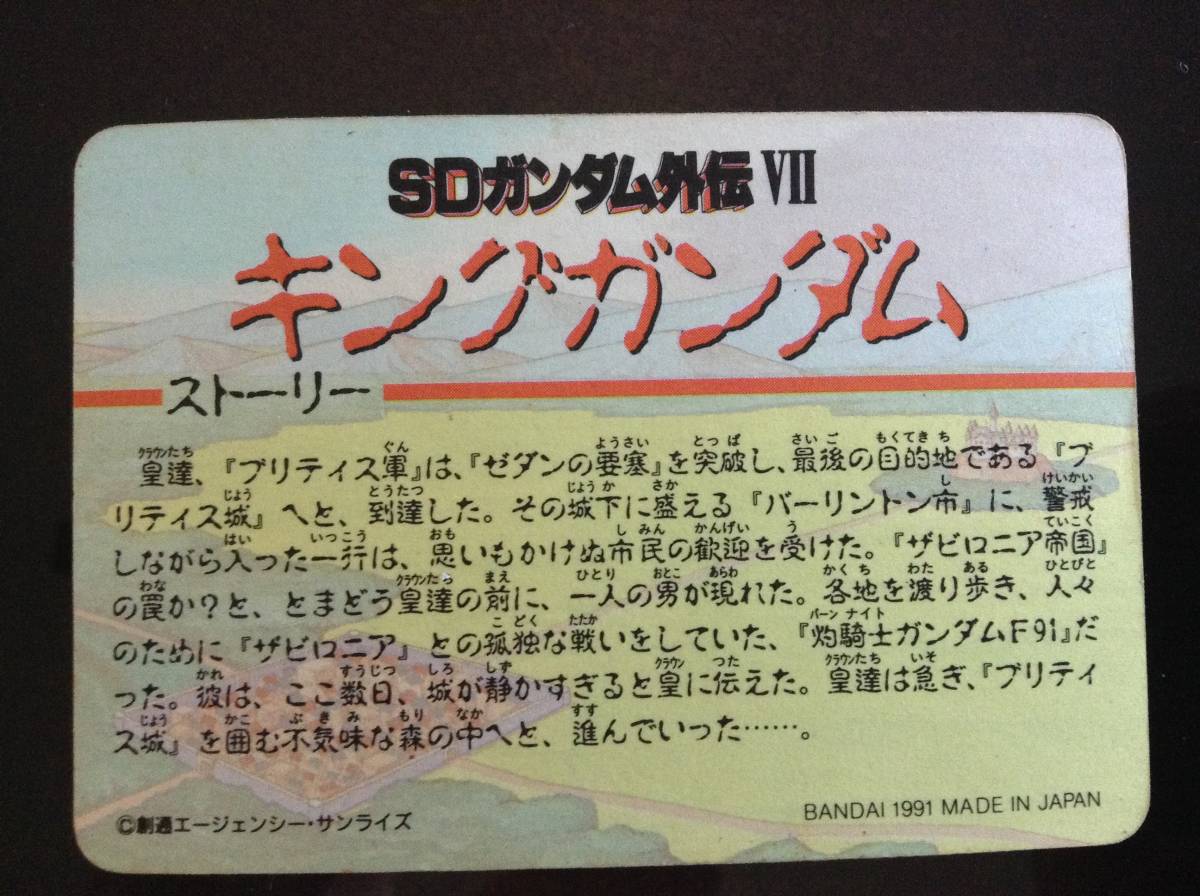 SDガンダム外伝 VII
キングガンダム
ストーリー
皇達、『ブリティス軍』は、『ゼダンの要塞』を突破し、最後の目的地である『ブ
リティス城』へと、到達した。その城下に盛える『バーリントン市』に、警戒
しながら入った一行は、思いもかけぬ市民の歓迎を受けた。『ザビロニア帝国』
の罠か?と、とまどう皇達の前に、一人の男が現れた。各地を渡り歩き、人々
のために『ザビロニア』との孤独な戦いをしていた、『灼騎士ガンダムF91』だ
った。彼は、ここ数日、城が静かすぎると皇に伝えた。皇達は急ぎ、『ブリティ
ス城』を囲む不気味な森の中へと、進んでいった……。
BANDAI 1991 MADE IN JAPAN
©創通エージェンシー・サンライズ